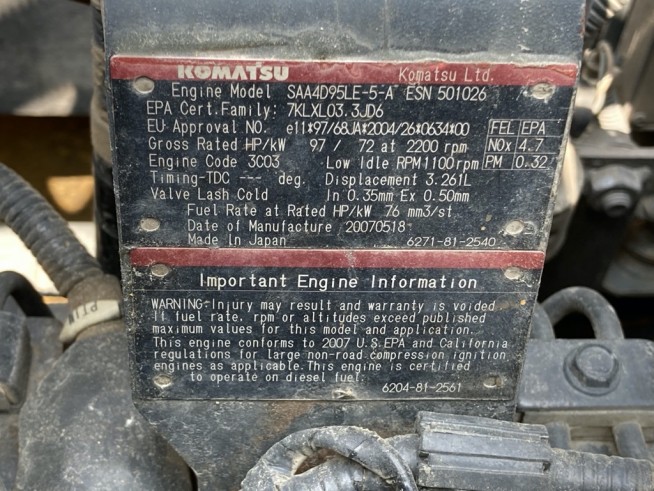 KOMATSU Komatsu Ltd.
Engine Model SAA4D95LE-5-A ESN 501026
EPA Cert.Family: 7KLXL03.3JD6
EU Approval NO. e11*97/68JA*2004/26*0634*00 FEL EPA
Gross Rated HP/kW 97 / 72 at 2200 rpm NOx 4.7
Engine Code 3C03 Low Idle RPM1100rpm PM 0.32
Timing-TDC --- deg. Displacement 3.261L
Valve Lash Cold In 0.35mm Ex 0.50mm
Fuel Rate at Rated HP/kW 76 mm3/st
Date of Manufacture 20070518
Made In Japan 6271-81-2540
Important Engine Information
WARNING:Injury may result and warranty is voided
if fuel rate, rpm or altitudes exceed published
maximum values for this model and application.
This engine conforms to 2007 U.S.EPA and California
regulations for large non-road compression ignition
engines as applicable.This engine is certified
to operate on diesel fuel.
6204-81-2561